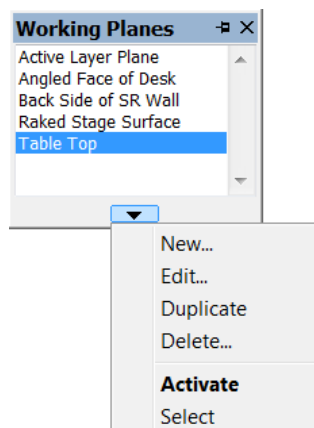 Working Planes
Active Layer Plane
Angled Face of Desk
Back Side of SR Wall
Raked Stage Surface
Table Top
New...
Edit...
Duplicate
Delete...
Activate
Select